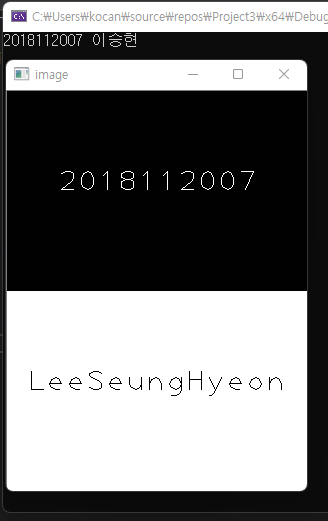 C:₩Users₩kocan₩source₩repos₩Project3₩x64₩Debug
2018112007 이승현
image
2018112007
LeeSeungHyeon